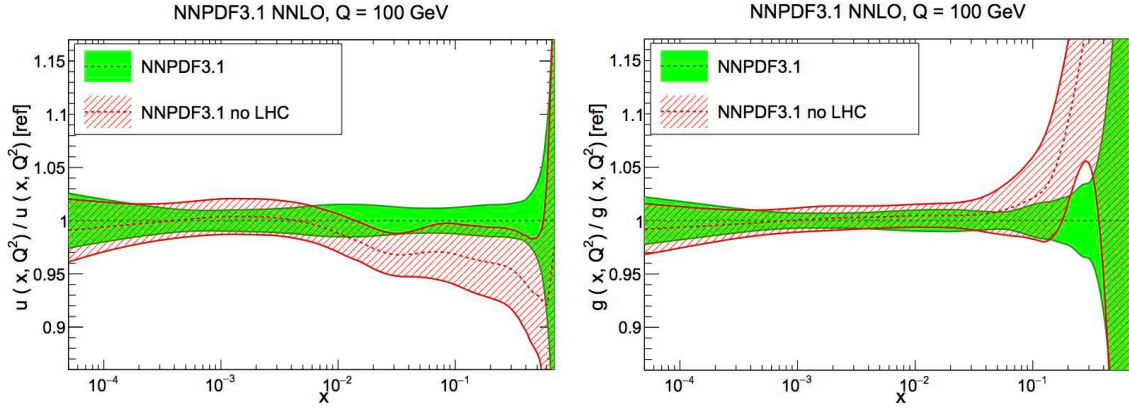 NNPDF3.1 NNLO, Q = 100 GeV
u ( x, Q²) / u ( x, Q²) [ref]
1.15
1.1
1.05
1
0.95
0.9
NNPDF3.1
NNPDF3.1 no LHC
10⁻⁴
10⁻³
10⁻²
10⁻¹
x
NNPDF3.1 NNLO, Q = 100 GeV
g ( x, Q²) / g ( x, Q²) [ref]
1.15
1.1
1.05
1
0.95
0.9
NNPDF3.1
NNPDF3.1 no LHC
10⁻⁴
10⁻³
10⁻²
10⁻¹
x